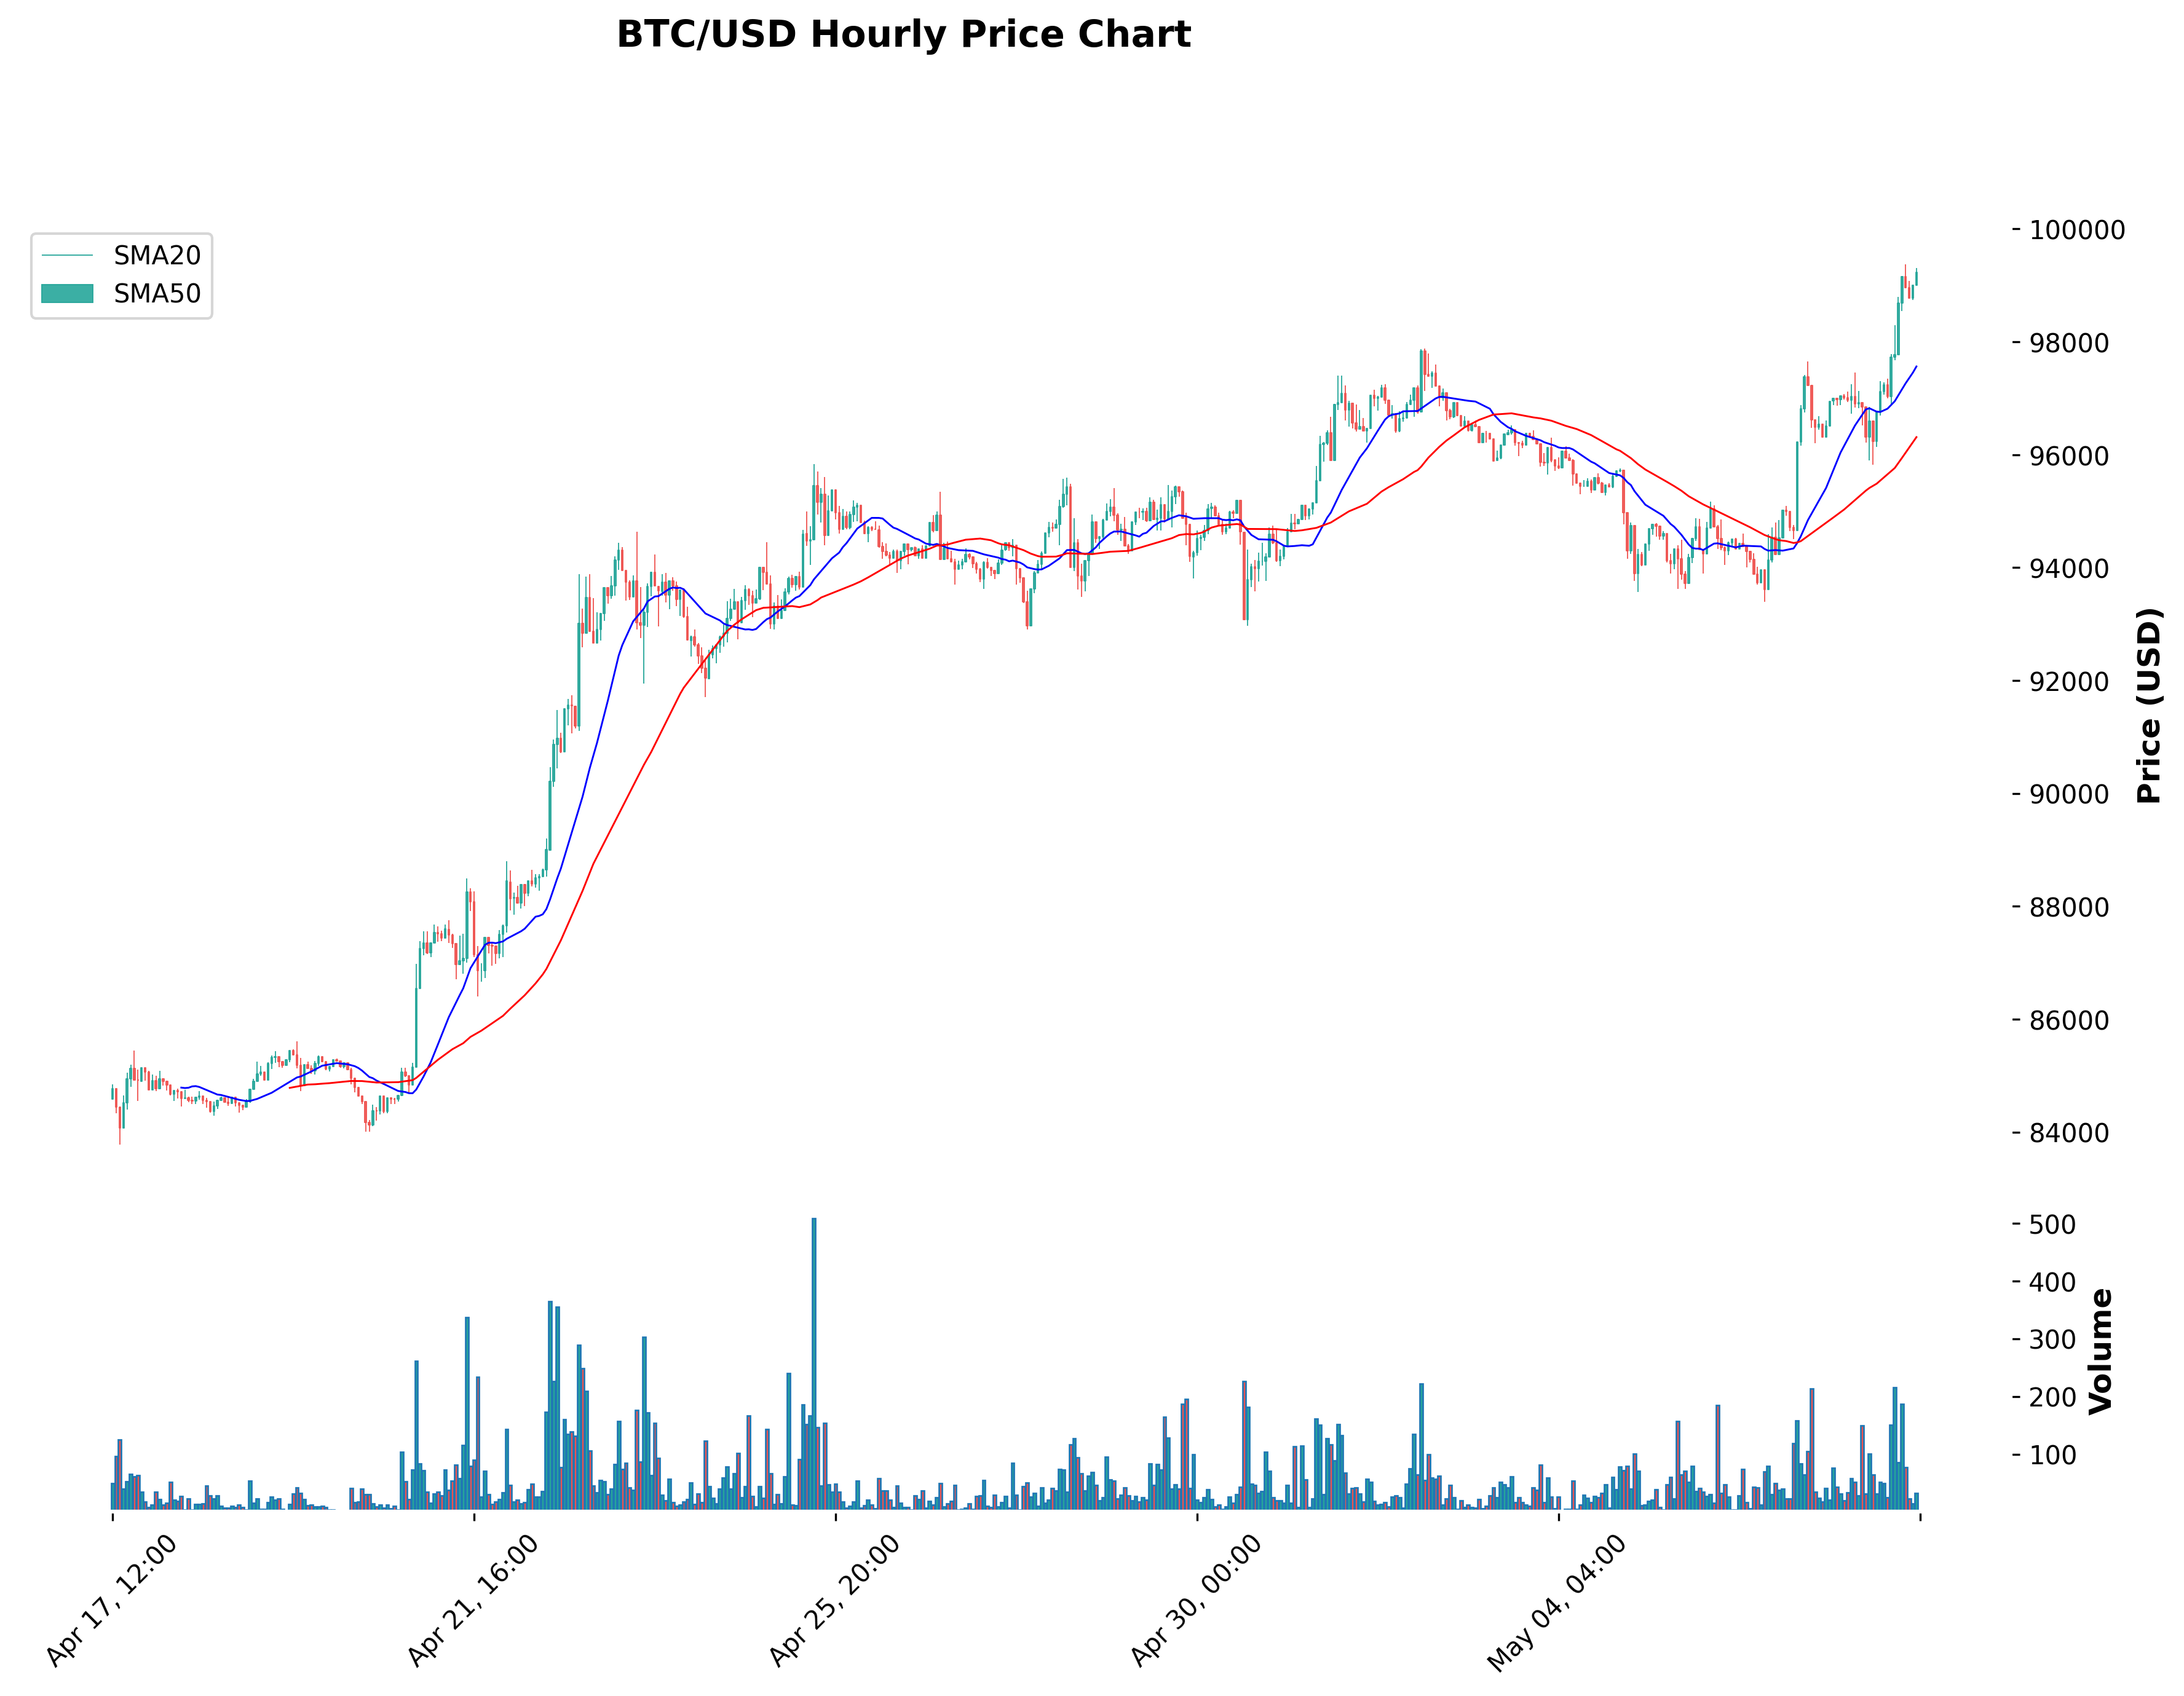 BTC/USD Hourly Price Chart
SMA20
SMA50
100000
98000
96000
94000
92000
90000
88000
86000
84000
Price (USD)
500
400
300
200
100
Volume
Apr 17, 12:00
Apr 21, 16:00
Apr 25, 20:00
Apr 30, 00:00
May 04, 04:00